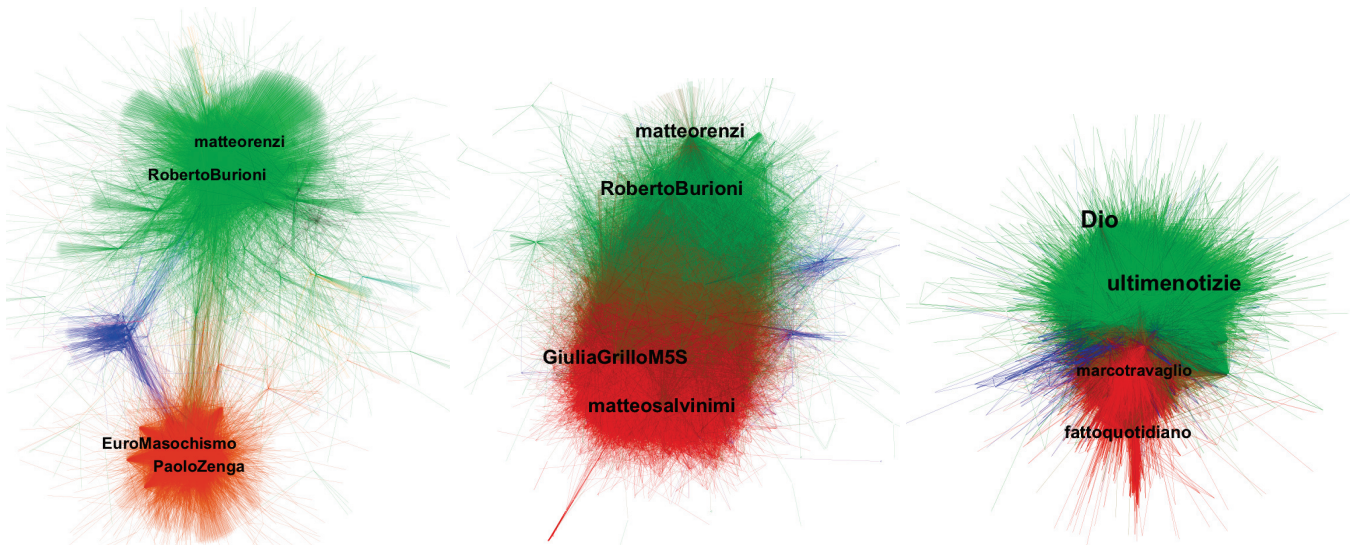 matteorenzi
RobertoBurioni
EuroMasochismo
PaoloZenga
matteorenzi
RobertoBurioni
GiuliaGrilloM5S
matteosalvinimi
Dio
ultimenotizie
marcotravaglio
fattoquotidiano